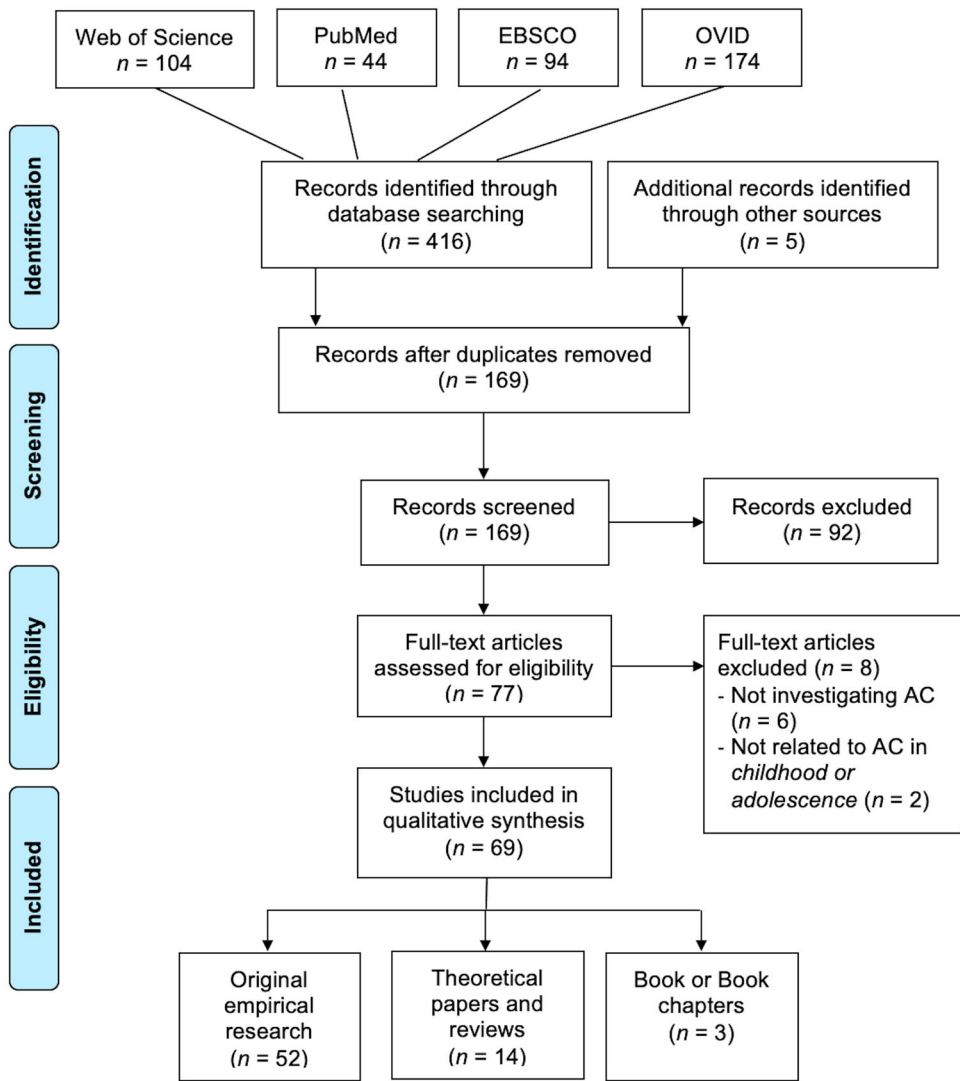 Web of Science
n = 104
PubMed
n = 44
EBSCO
n = 94
OVID
n = 174
Identification
Records identified through
database searching
(n = 416)
Additional records identified
through other sources
(n = 5)
Records after duplicates removed
(n = 169)
Screening
Records screened
(n = 169)
Records excluded
(n = 92)
Eligibility
Full-text articles
assessed for eligibility
(n = 77)
Full-text articles
excluded (n = 8)
- Not investigating AC
(n = 6)
- Not related to AC in
childhood or
adolescence (n = 2)
Included
Studies included in
qualitative synthesis
(n = 69)
Original
empirical
research
(n = 52)
Theoretical
papers and
reviews
(n = 14)
Book or Book
chapters
(n = 3)